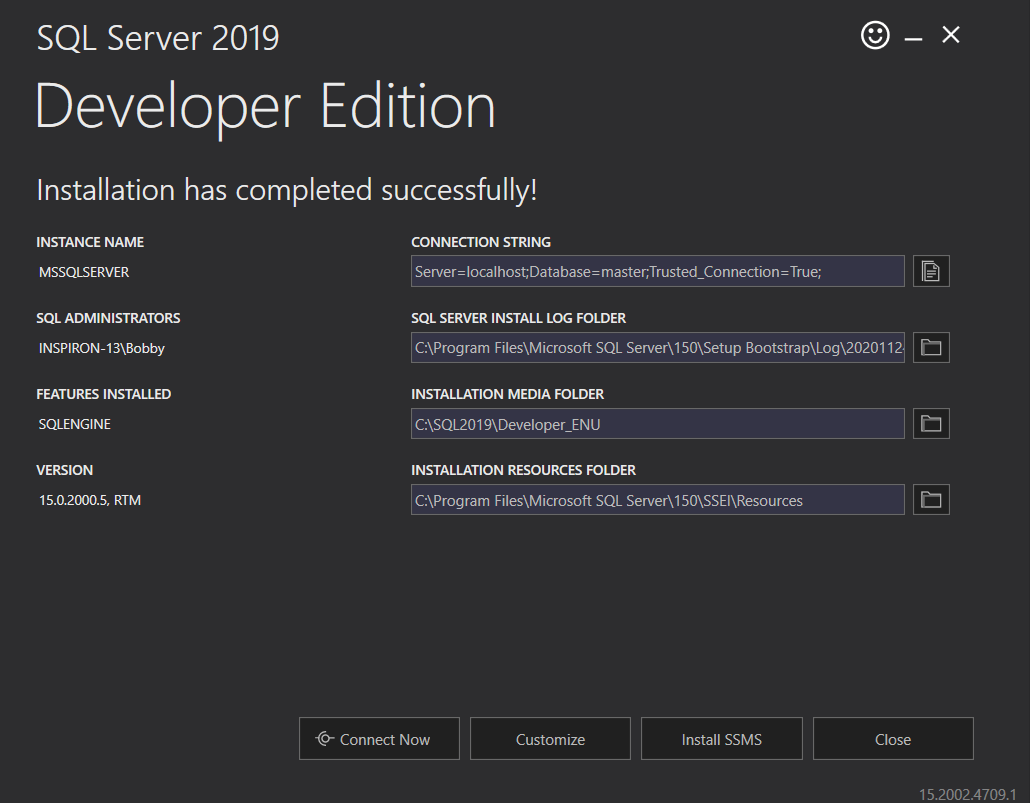 SQL Server 2019
Developer Edition
Installation has completed successfully!
INSTANCE NAME
MSSQLSERVER
CONNECTION STRING
Server=localhost;Database=master;Trusted_Connection=True;
SQL ADMINISTRATORS
INSPIRON-13\Bobby
SQL SERVER INSTALL LOG FOLDER
C:\Program Files\Microsoft SQL Server\150\Setup Bootstrap\Log\2020112-
FEATURES INSTALLED
SQLENGINE
INSTALLATION MEDIA FOLDER
C:\SQL2019\Developer_ENU
VERSION
15.0.2000.5, RTM
INSTALLATION RESOURCES FOLDER
C:\Program Files\Microsoft SQL Server\150\SSEI\Resources
Connect Now
Customize
Install SSMS
Close
15.2002.4709.1